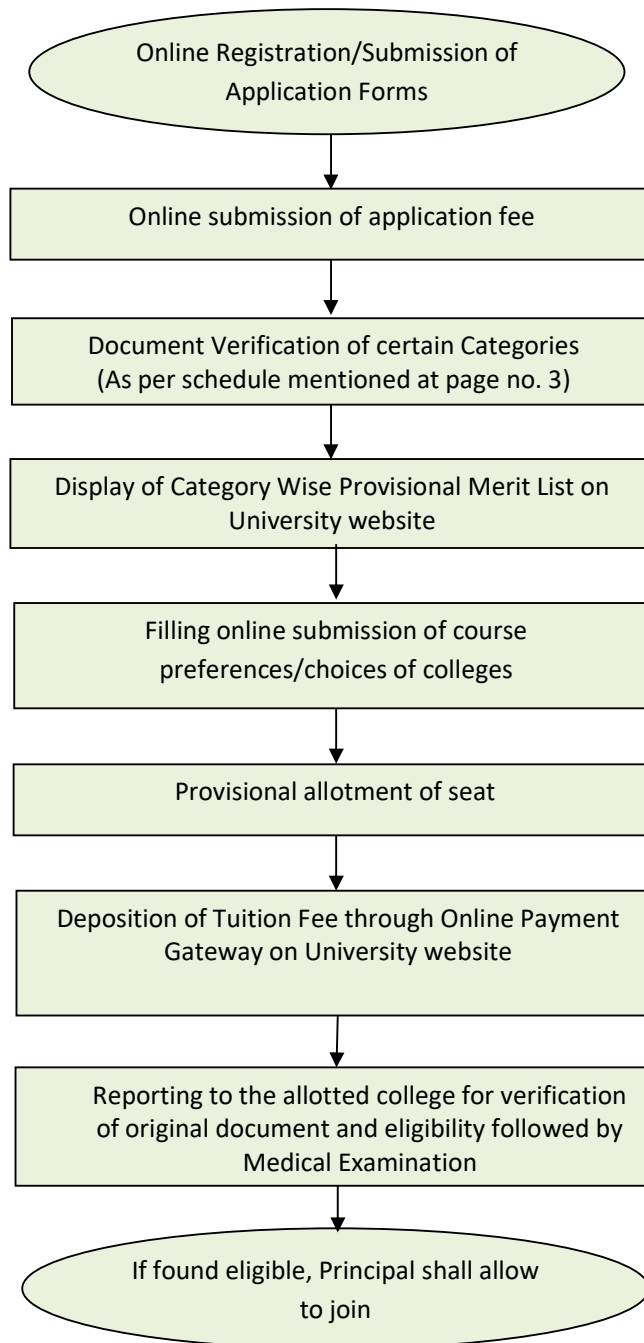 Online Registration/Submission of
Application Forms
Online submission of application fee
Document Verification of certain Categories
(As per schedule mentioned at page no. 3)
Display of Category Wise Provisional Merit List on
University website
Filling online submission of course
preferences/choices of colleges
Provisional allotment of seat
Deposition of Tuition Fee through Online Payment
Gateway on University website
Reporting to the allotted college for verification
of original document and eligibility followed by
Medical Examination
If found eligible, Principal shall allow
to join